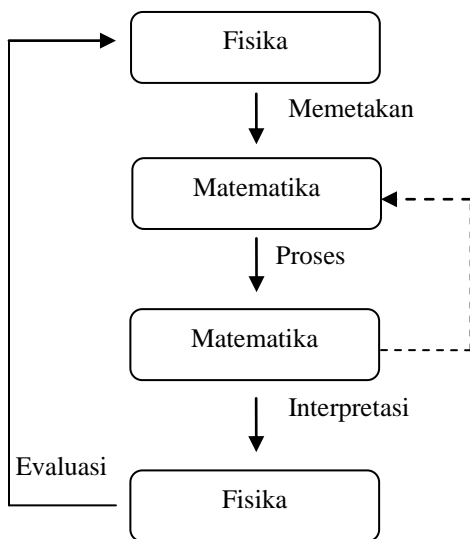 Fisika
Memetakan
Matematika
Proses
Matematika
Interpretasi
Evaluasi
Fisika